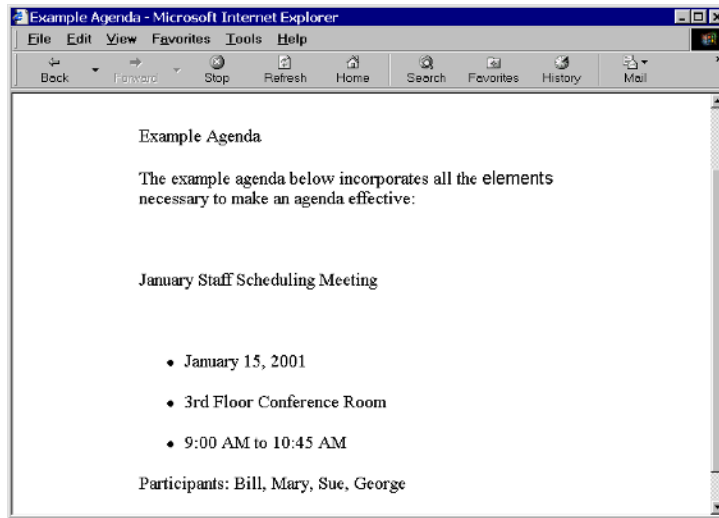 Example Agenda - Microsoft Internet Explorer
File Edit View Favorites Tools Help
Back Forward Stop Refresh Home Search Favorites History Mail
Example Agenda
The example agenda below incorporates all the elements
necessary to make an agenda effective:
January Staff Scheduling Meeting
• January 15, 2001
• 3rd Floor Conference Room
• 9:00 AM to 10:45 AM
Participants: Bill, Mary, Sue, George